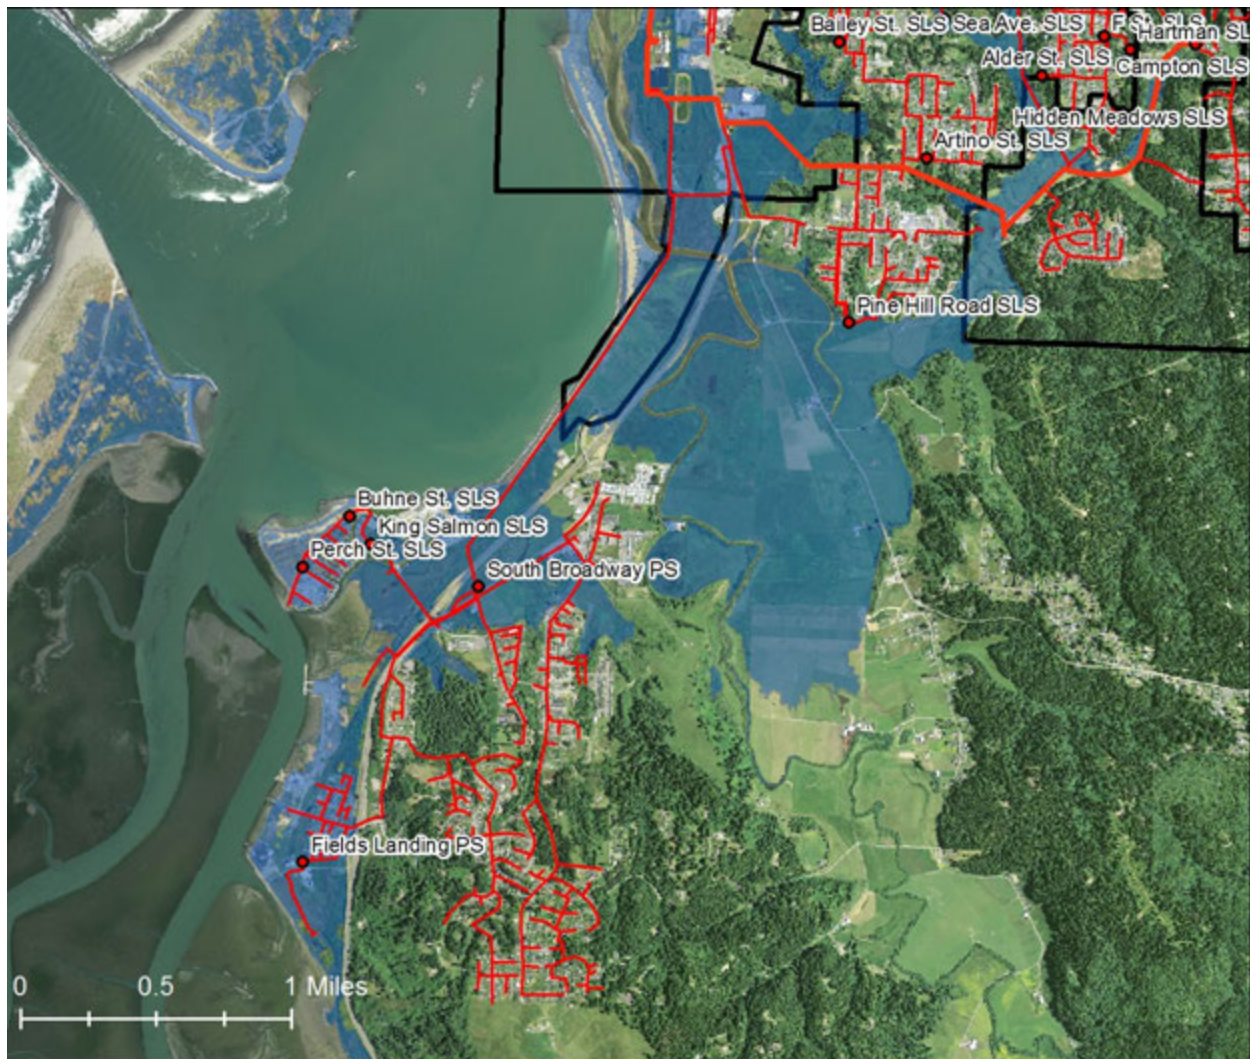 Bailey St. SLS
Sea Ave. SLS
F St. SLS
Hartman SL
Alder St. SLS
Campton SLS
Hidden Meadows SLS
Artino St. SLS
Pine Hill Road SLS
Buhne St. SLS
King Salmon SLS
Perch St. SLS
South Broadway PS
Fields Landing PS
0 0.5 1 Miles